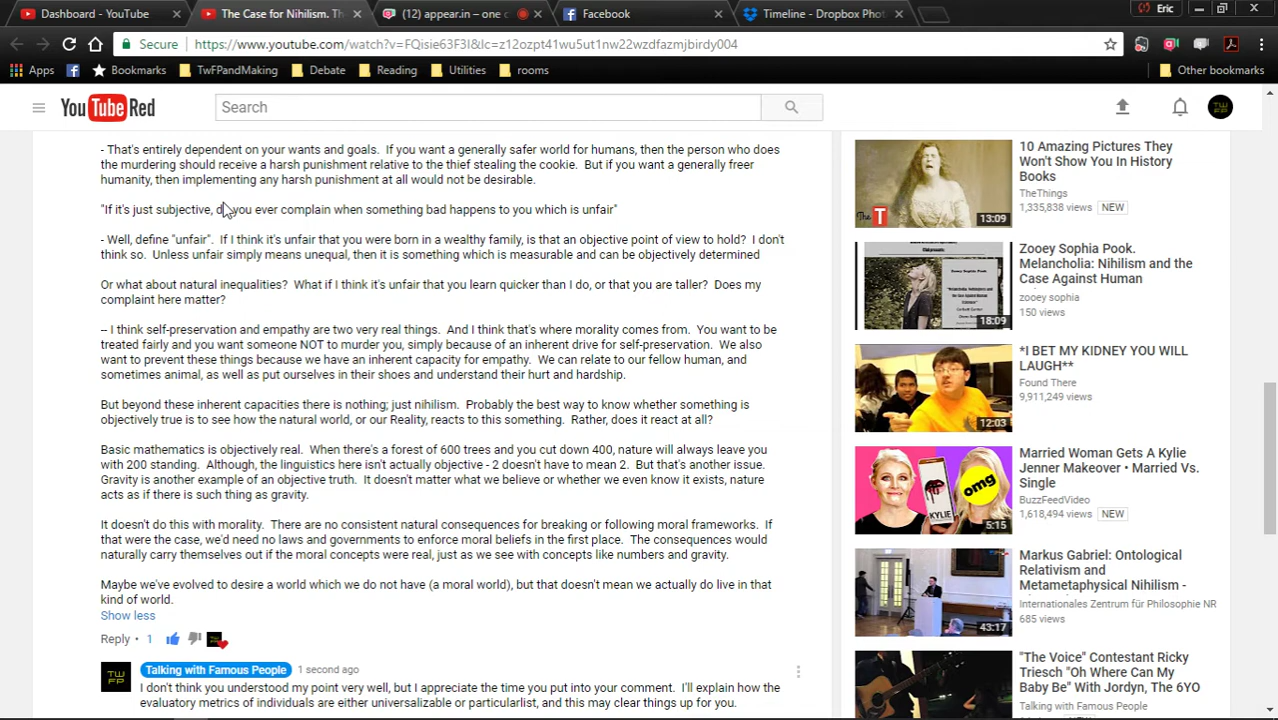 Dashboard - YouTube
The Case for Nihilism. Th
(12) appear.in – one c
Facebook
Timeline - Dropbox Phot
Eric
Secure
https://www.youtube.com/watch?v=FQisie63F3I&lc=z12ozpt41wu5ut1nw22wzdfazmjbirdy004
Apps
Bookmarks
TwFPandMaking
Debate
Reading
Utilities
rooms
Other bookmarks
YouTube Red
Search
TWFP
- That's entirely dependent on your wants and goals. If you want a generally safer world for humans, then the person who does
the murdering should receive a harsh punishment relative to the thief stealing the cookie. But if you want a generally freer
humanity, then implementing any harsh punishment at all would not be desirable.
"If it's just subjective, do you ever complain when something bad happens to you which is unfair"
- Well, define "unfair". If I think it's unfair that you were born in a wealthy family, is that an objective point of view to hold? I don't
think so. Unless unfair simply means unequal, then it is something which is measurable and can be objectively determined
Or what about natural inequalities? What if I think it's unfair that you learn quicker than I do, or that you are taller? Does my
complaint here matter?
-- I think self-preservation and empathy are two very real things. And I think that's where morality comes from. You want to be
treated fairly and you want someone NOT to murder you, simply because of an inherent drive for self-preservation. We also
want to prevent these things because we have an inherent capacity for empathy. We can relate to our fellow human, and
sometimes animal, as well as put ourselves in their shoes and understand their hurt and hardship.
But beyond these inherent capacities there is nothing; just nihilism. Probably the best way to know whether something is
objectively true is to see how the natural world, or our Reality, reacts to this something. Rather, does it react at all?
Basic mathematics is objectively real. When there's a forest of 600 trees and you cut down 400, nature will always leave you
with 200 standing. Although, the linguistics here isn't actually objective - 2 doesn't have to mean 2. But that's another issue.
Gravity is another example of an objective truth. It doesn't matter what we believe or whether we even know it exists, nature
acts as if there is such thing as gravity.
It doesn't do this with morality. There are no consistent natural consequences for breaking or following moral frameworks. If
that were the case, we'd need no laws and governments to enforce moral beliefs in the first place. The consequences would
naturally carry themselves out if the moral concepts were real, just as we see with concepts like numbers and gravity.
Maybe we've evolved to desire a world which we do not have (a moral world), but that doesn't mean we actually do live in that
kind of world.
Show less
Reply • 1
TWFP
Talking with Famous People 1 second ago
I don't think you understood my point very well, but I appreciate the time you put into your comment. I'll explain how the
evaluatory metrics of individuals are either universalizable or particularlist, and this may clear things up for you.
The T
13:09
10 Amazing Pictures They
Won't Show You In History
Books
TheThings
1,335,838 views NEW
18:09
Zooey Sophia Pook.
Melancholia: Nihilism and the
Case Against Human
zooey sophia
150 views
12:03
*I BET MY KIDNEY YOU WILL
LAUGH**
Found There
9,911,249 views
KYLIE
omg
5:15
Married Woman Gets A Kylie
Jenner Makeover • Married Vs.
Single
BuzzFeedVideo
1,618,494 views NEW
43:17
Markus Gabriel: Ontological
Relativism and
Metametaphysical Nihilism -
Internationales Zentrum für Philosophie NR
685 views
"The Voice" Contestant Ricky
Triesch "Oh Where Can My
Baby Be" With Jordyn, The 6YO
Talking with Famous People